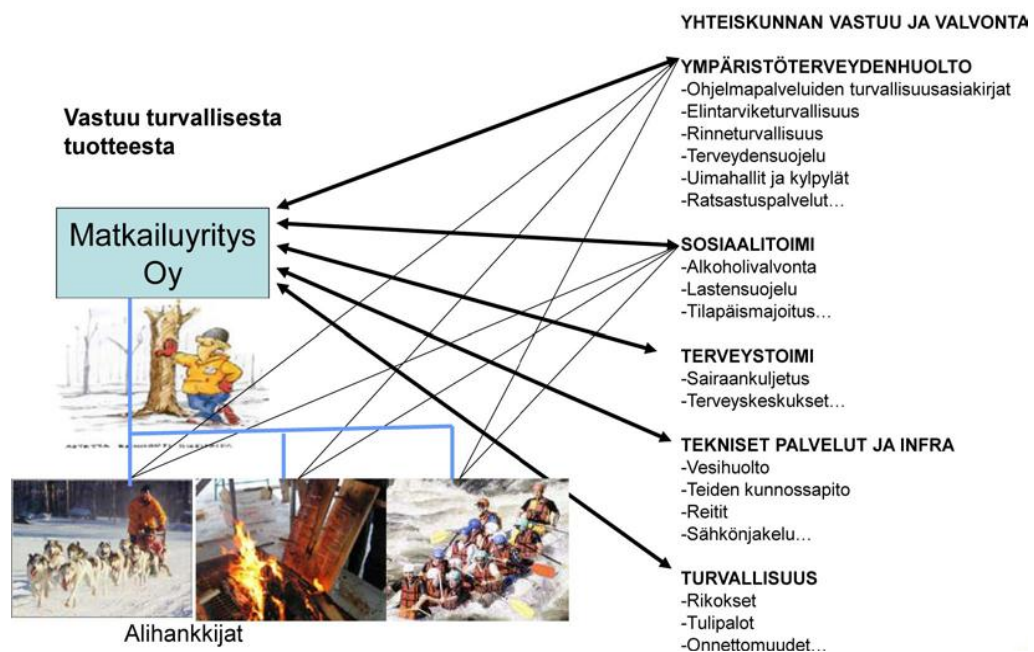 YHTEISKUNNAN VASTUU JA VALVONTA
Vastuu turvallisesta
tuotteesta
Matkailuyritys
Oy
Alihankkijat
YMPÄRISTÖTERVEYDENHUOLTO
-Ohjelmapalveluiden turvallisuusasiakirjat
-Elintarviketurvallisuus
-Rinneturvallisuus
-Terveydensuojelu
-Uimahallit ja kylpylät
-Ratsastuspalvelut…
SOSIAALITOIMI
-Alkoholivalvonta
-Lastensuojelu
-Tilapäismajoitus…
TERVEYSTOIMI
-Sairaankuljetus
-Terveyskeskukset…
TEKNISET PALVELUT JA INFRA
-Vesihuolto
-Teiden kunnossapito
-Reitit
-Sähkönjakelu…
TURVALLISUUS
-Rikokset
-Tulipalot
-Onnettomuudet…